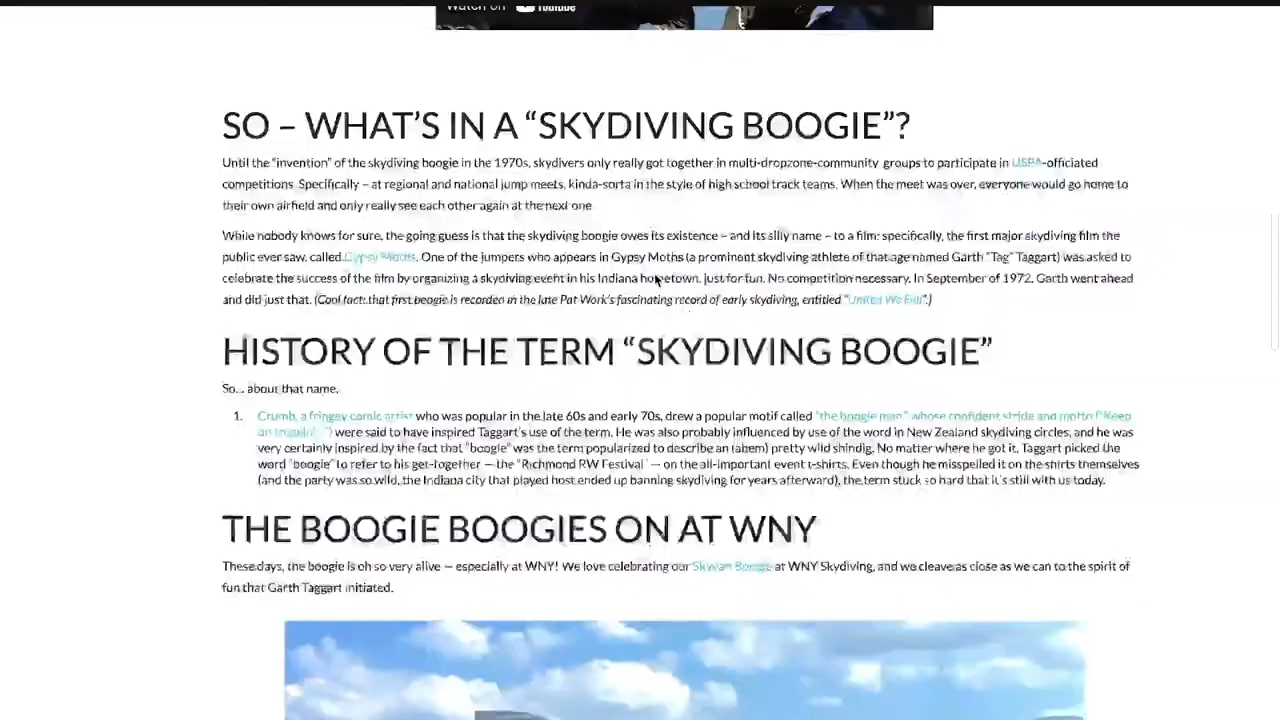 Watch on YouTube
SO – WHAT'S IN A “SKYDIVING BOOGIE”?
Until the “invention” of the skydiving boogie in the 1970s, skydivers only really got together in multi-dropzone-community groups to participate in USPA-officiated
competitions. Specifically – at regional and national jump meets, kinda-sorta in the style of high school track teams. When the meet was over, everyone would go home to
their own airfield and only really see each other again at the next one
While nobody knows for sure, the going guess is that the skydiving boogie owes its existence – and its silly name – to a film: specifically, the first major skydiving film the
public ever saw, called Gypsy Moths. One of the jumpers who appears in Gypsy Moths (a prominent skydiving athlete of that age named Garth “Tag” Taggart) was asked to
celebrate the success of the film by organizing a skydiving event in his Indiana hometown. Just for fun. No competition necessary. In September of 1972, Garth went ahead
and did just that. (Cool fact: that first boogie is recorded in the late Pat Work's fascinating record of early skydiving, entitled “United We Fall”.)
HISTORY OF THE TERM “SKYDIVING BOOGIE”
So... about that name.
1. Crumb, a fringey comic artist who was popular in the late 60s and early 70s, drew a popular motif called “the boogie man,” whose confident stride and motto (“Keep
on truckin'...”) were said to have inspired Taggart's use of the term. He was also probably influenced by use of the word in New Zealand skydiving circles, and he was
very certainly inspired by the fact that “boogie” was the term popularized to describe an (ahem) pretty wild shindig. No matter where he got it, Taggart picked the
word “boogie” to refer to his get-together — the “Richmond RW Festival” — on the all-important event t-shirts. Even though he misspelled it on the shirts themselves
(and the party was so wild, the Indiana city that played host ended up banning skydiving for years afterward), the term stuck so hard that it's still with us today.
THE BOOGIE BOOGIES ON AT WNY
These days, the boogie is oh so very alive — especially at WNY! We love celebrating our Boogie at WNY Skydiving, and we cleave as close as we can to the spirit of
fun that Garth Taggart initiated.